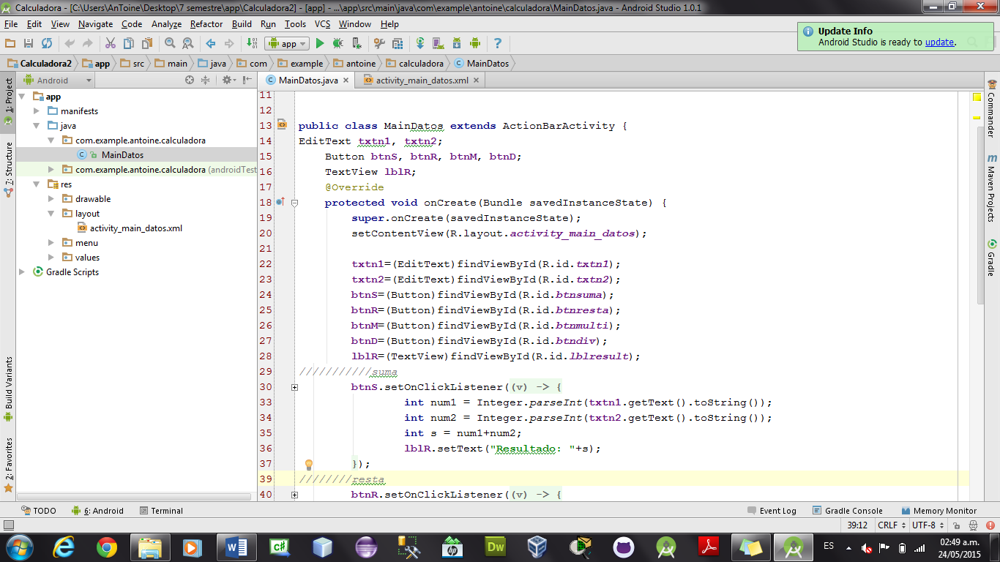 Calculadora - [C:\Users\AnToine\Desktop\7 semestre\app\Calculadora2] - [app] - ...\app\src\main\java\com\example\antoine\calculadora\MainDatos.java - Android Studio 1.0.1
File Edit View Navigate Code Analyze Refactor Build Run Tools VCS Window Help
Update Info
Android Studio is ready to update.
app
Calculadora2 app src main java com example antoine calculadora MainDatos
Android
MainDatos.java activity_main_datos.xml
1: Project
7: Structure
Build Variants
2: Favorites
app
manifests
java
com.example.antoine.calculadora
MainDatos
com.example.antoine.calculadora (androidTest
res
drawable
layout
activity_main_datos.xml
menu
values
Gradle Scripts
11
12
13 public class MainDatos extends ActionBarActivity {
14 EditText txtn1, txtn2;
15 Button btnS, btnR, btnM, btnD;
16 TextView lblR;
17 @Override
18 protected void onCreate(Bundle savedInstanceState) {
19 super.onCreate(savedInstanceState);
20 setContentView(R.layout.activity_main_datos);
21
22 txtn1=(EditText)findViewById(R.id.txtn1);
23 txtn2=(EditText)findViewById(R.id.txtn2);
24 btnS=(Button)findViewById(R.id.btnsuma);
25 btnR=(Button)findViewById(R.id.btnresta);
26 btnM=(Button)findViewById(R.id.btnmulti);
27 btnD=(Button)findViewById(R.id.btndiv);
28 lblR=(TextView)findViewById(R.id.lblresult);
29 ///////////suma
30 btnS.setOnClickListener((v) -> {
33 int num1 = Integer.parseInt(txtn1.getText().toString());
34 int num2 = Integer.parseInt(txtn2.getText().toString());
35 int s = num1+num2;
36 lblR.setText("Resultado: "+s);
37 });
39 ////////resta
40 btnR.setOnClickListener((v) -> {
Commander
m Maven Projects
Gradle
TODO 6: Android Terminal Event Log Gradle Console Memory Monitor
39:12 CRLF UTF-8
W c# hp Dw
ES 02:49 a.m.
24/05/2015